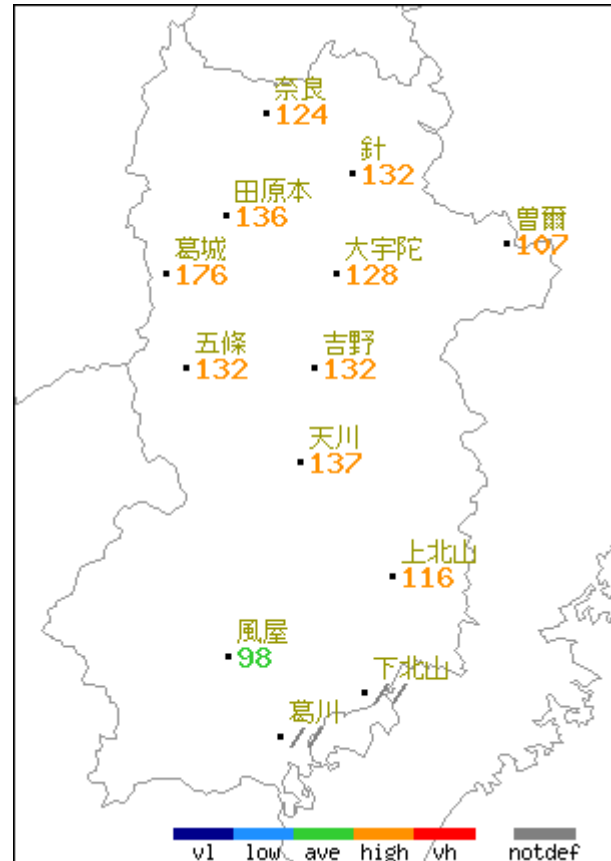 奈良
124
針
132
田原本
136
曽爾
107
葛城
176
大宇陀
128
五條
132
吉野
132
天川
137
上北山
116
風屋
98
下北山
//
葛川
//
vl low ave high vh notdef